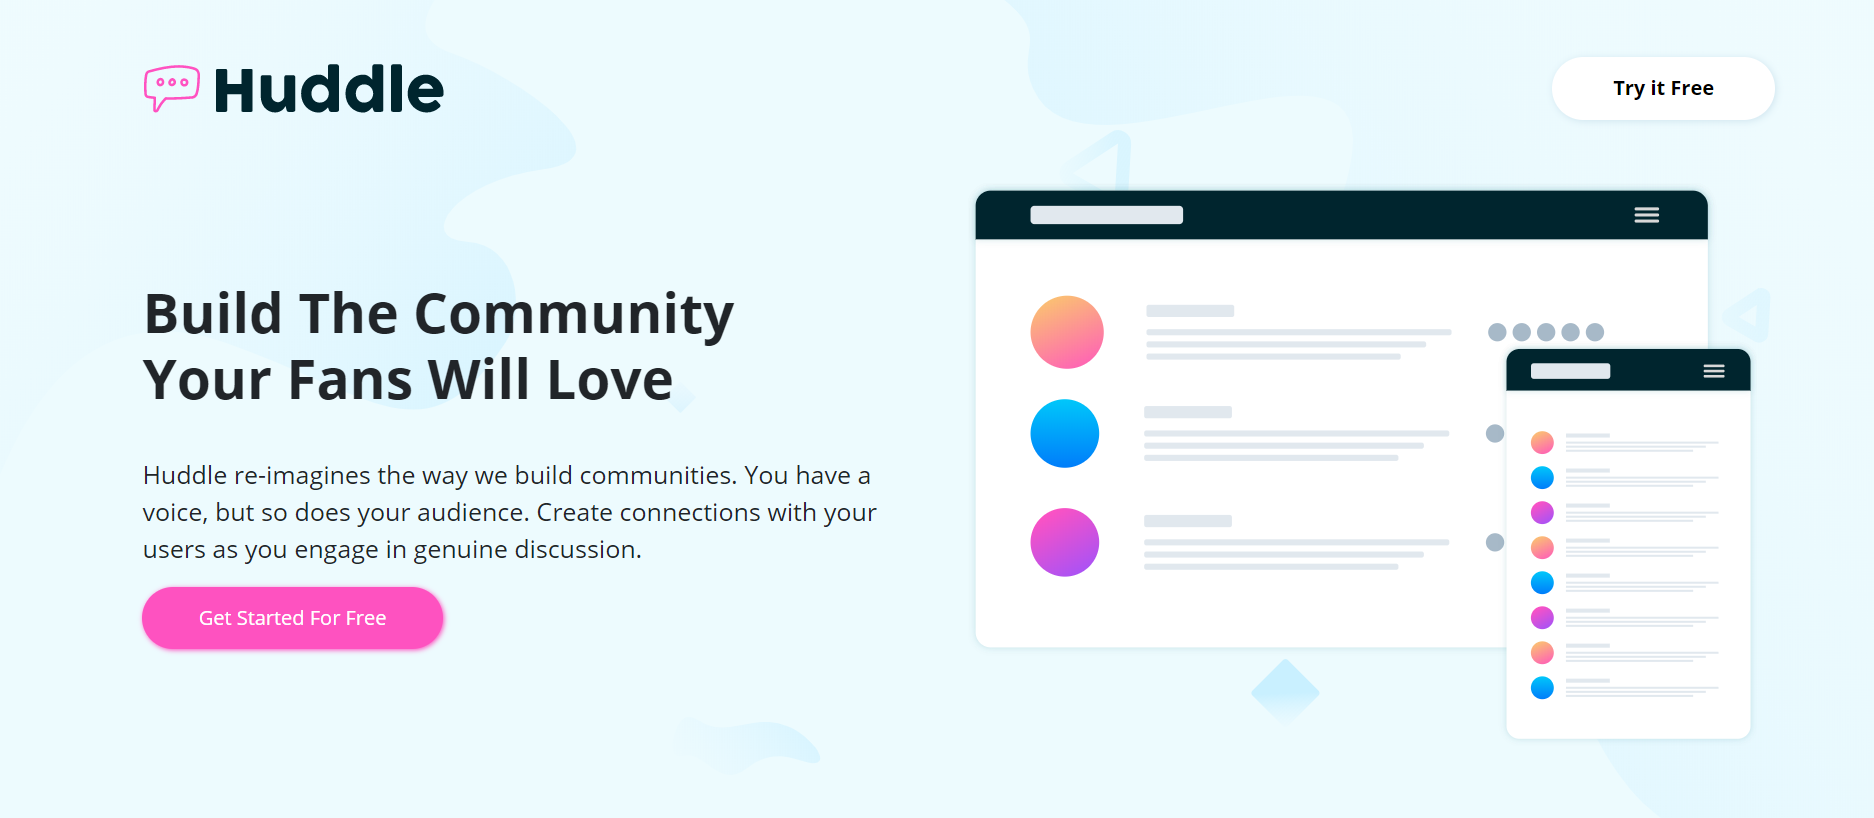 Huddle
Try it Free
Build The Community
Your Fans Will Love
Huddle re-imagines the way we build communities. You have a
voice, but so does your audience. Create connections with your
users as you engage in genuine discussion.
Get Started For Free